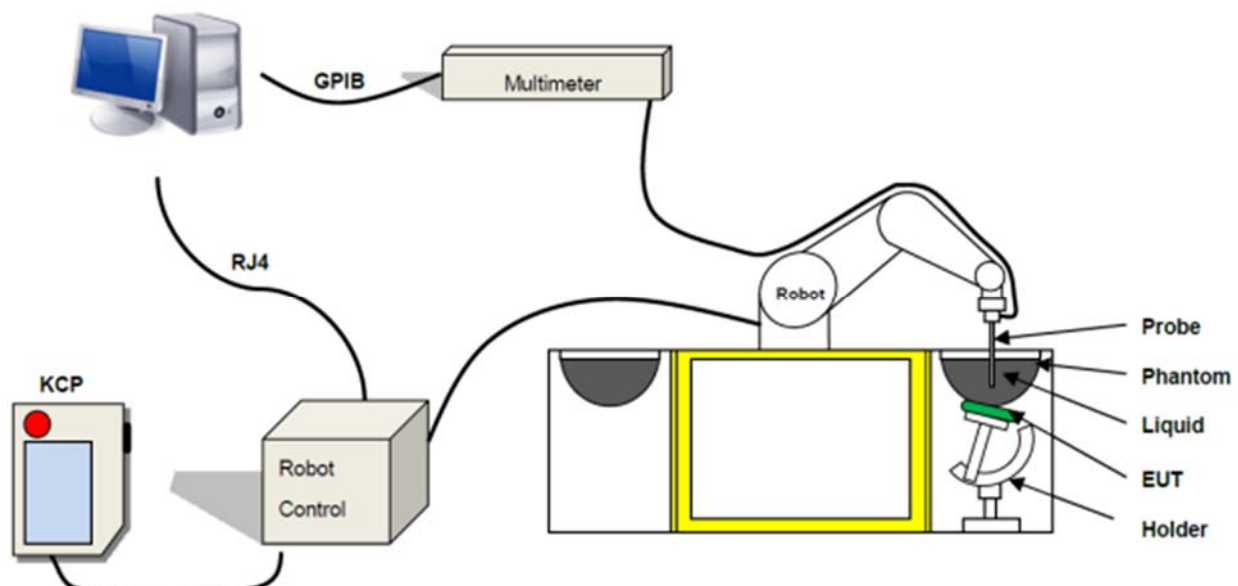 GPIB
Multimeter
RJ4
Robot
Probe
Phantom
Liquid
EUT
Holder
KCP
Robot
Control